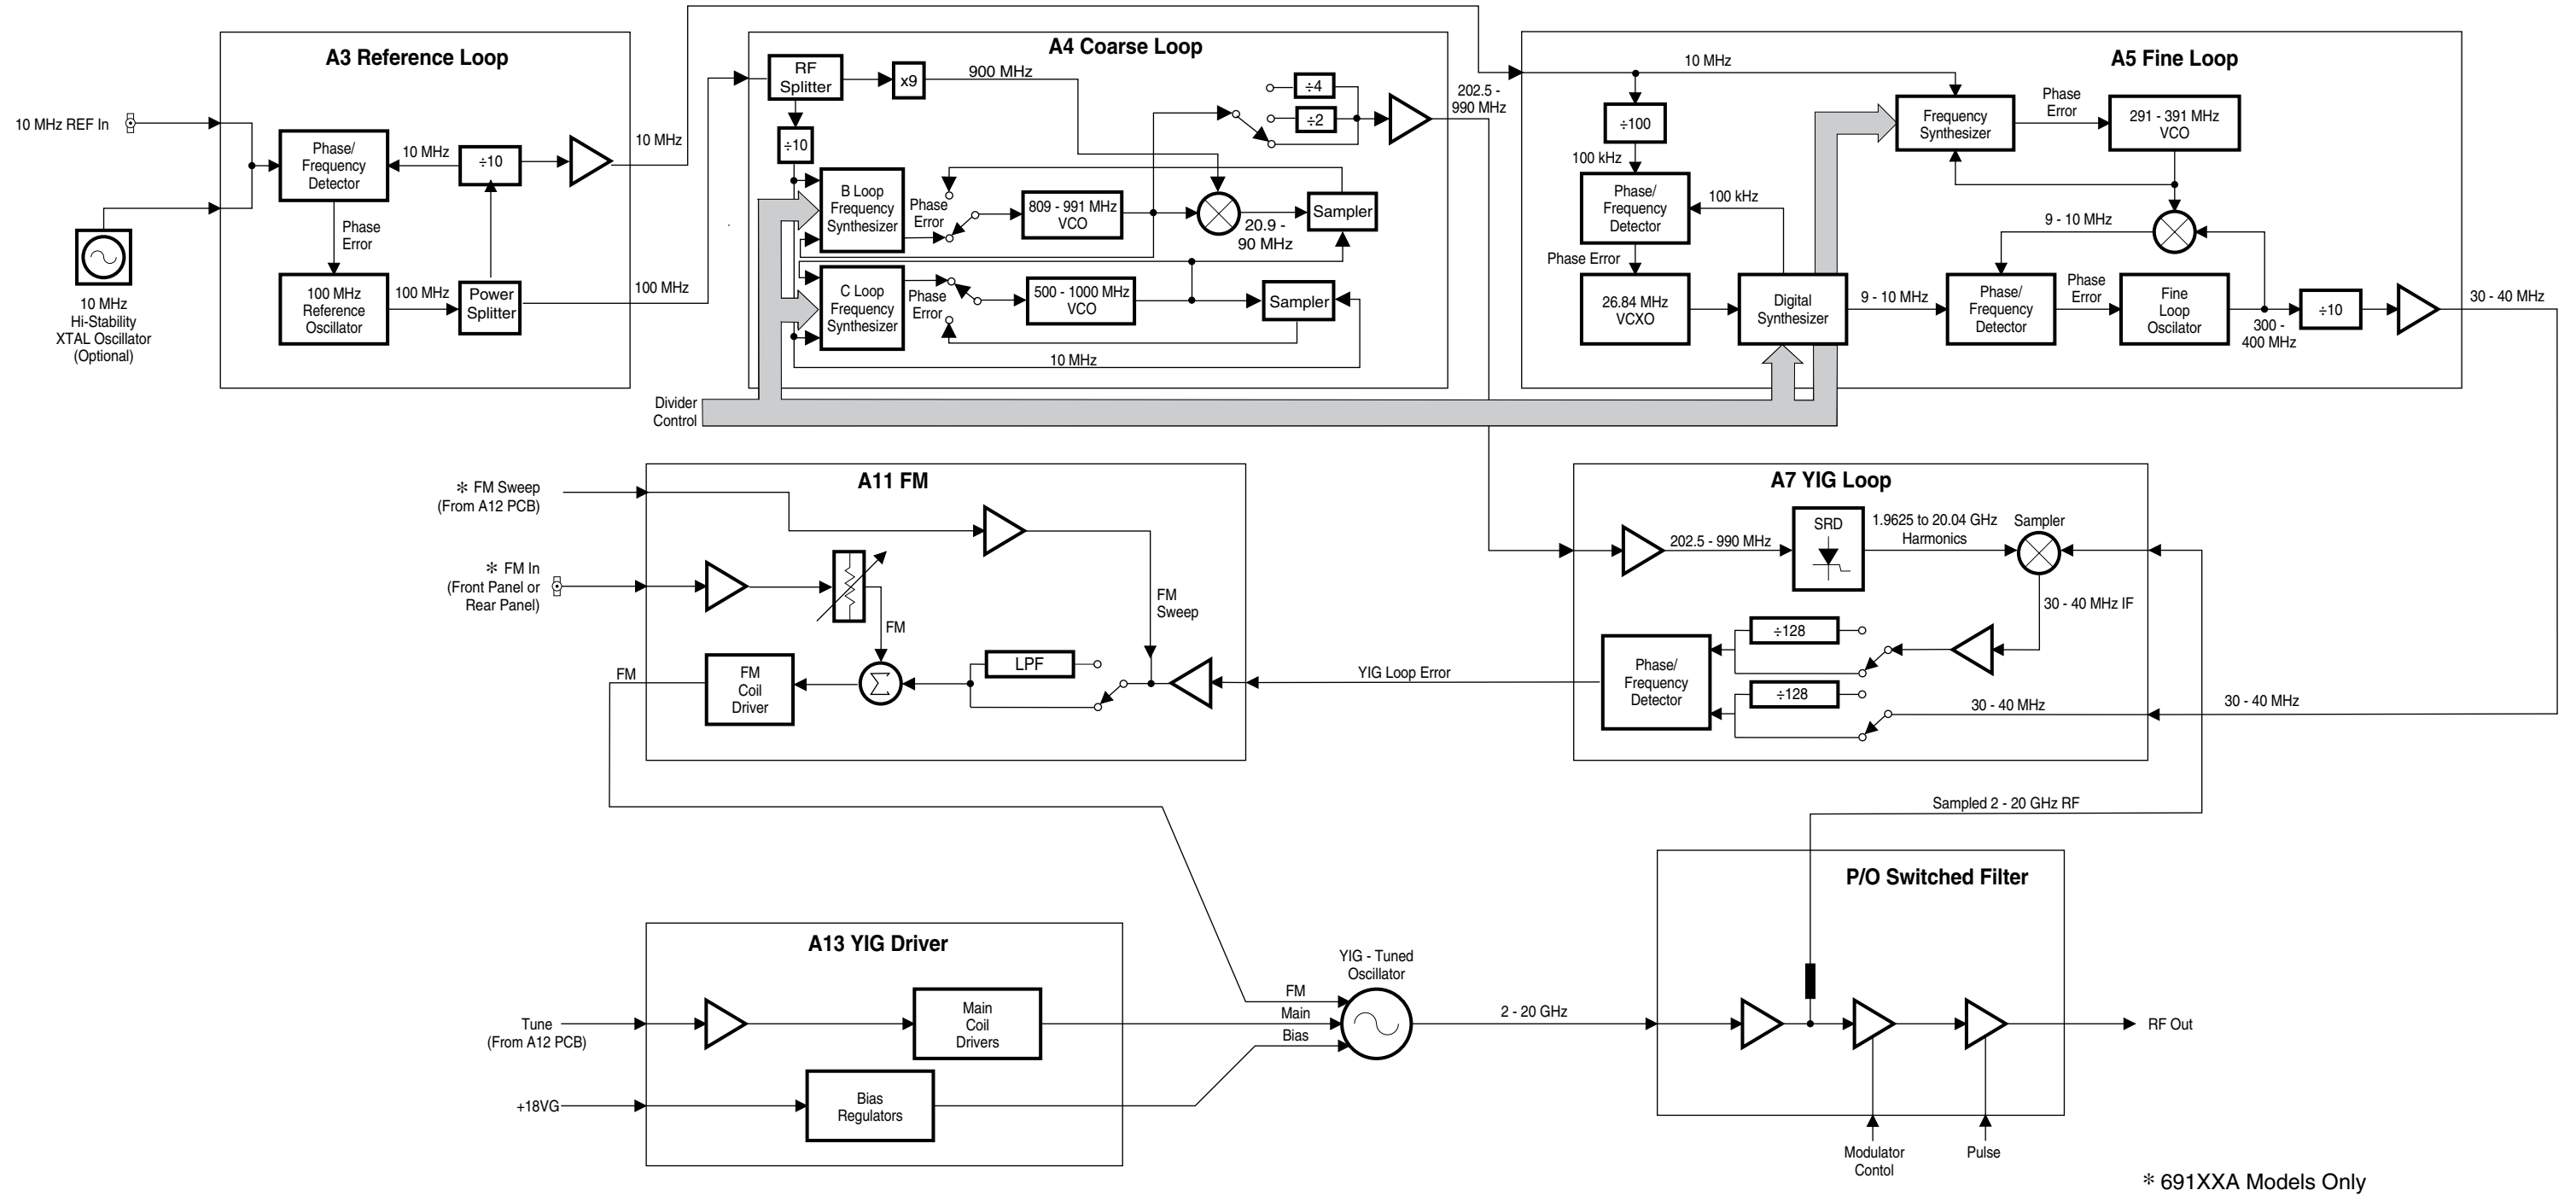 A3 Reference Loop
10 MHz REF In
Phase/
Frequency
Detector
10 MHz
÷10
10 MHz
Phase
Error
10 MHz
Hi-Stability
XTAL Oscillator
(Optional)
100 MHz
Reference
Oscillator
100 MHz
Power
Splitter
100 MHz
A4 Coarse Loop
RF
Splitter
x9
900 MHz
÷10
÷4
÷2
202.5 -
990 MHz
B Loop
Frequency
Synthesizer
Phase
Error
809 - 991 MHz
VCO
20.9 -
90 MHz
Sampler
C Loop
Frequency
Synthesizer
Phase
Error
500 - 1000 MHz
VCO
Sampler
10 MHz
Divider
Control
A5 Fine Loop
10 MHz
÷100
100 kHz
Phase/
Frequency
Detector
100 kHz
Phase Error
26.84 MHz
VCXO
Digital
Synthesizer
Frequency
Synthesizer
Phase
Error
291 - 391 MHz
VCO
9 - 10 MHz
9 - 10 MHz
Phase/
Frequency
Detector
Phase
Error
Fine
Loop
Oscilator
300 -
400 MHz
÷10
30 - 40 MHz
A11 FM
* FM Sweep
(From A12 PCB)
* FM In
(Front Panel or
Rear Panel)
FM
FM
Sweep
FM
FM
Coil
Driver
Σ
LPF
YIG Loop Error
A7 YIG Loop
202.5 - 990 MHz
SRD
1.9625 to 20.04 GHz
Harmonics
Sampler
30 - 40 MHz IF
÷128
Phase/
Frequency
Detector
÷128
30 - 40 MHz
30 - 40 MHz
Sampled 2 - 20 GHz RF
P/O Switched Filter
A13 YIG Driver
Tune
(From A12 PCB)
Main
Coil
Drivers
+18VG
Bias
Regulators
YIG - Tuned
Oscillator
FM
Main
Bias
2 - 20 GHz
RF Out
Modulator
Contol
Pulse
* 691XXA Models Only